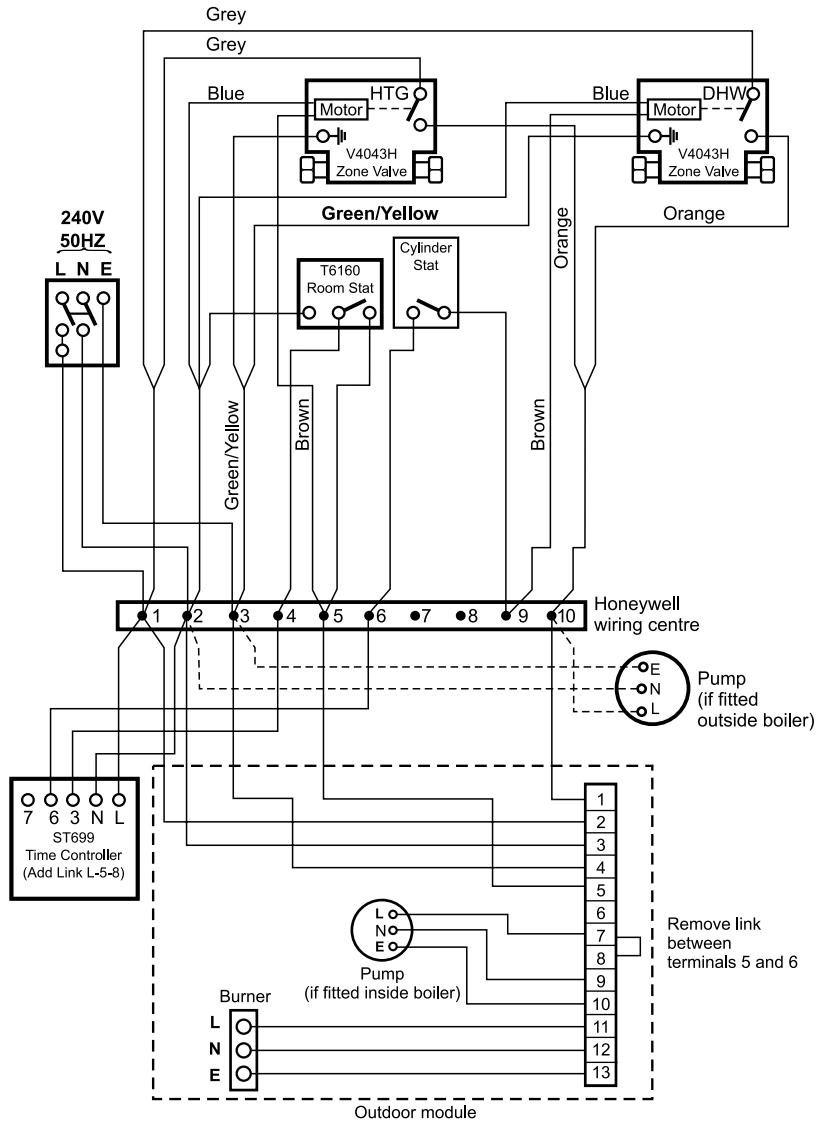 Grey
Grey
Blue
HTG
Motor
V4043H
Zone Valve
Blue
DHW
Motor
V4043H
Zone Valve
Green/Yellow
Orange
Orange
240V
50HZ
L N E
T6160
Room Stat
Cylinder
Stat
Green/Yellow
Brown
Brown
1 2 3 4 5 6 7 8 9 10
Honeywell
wiring centre
E
N
L
Pump
(if fitted
outside boiler)
7 6 3 N L
ST699
Time Controller
(Add Link L-5-8)
1
2
3
4
5
6
7
8
9
10
11
12
13
Remove link
between
terminals 5 and 6
L
N
E
Pump
(if fitted inside boiler)
Burner
L
N
E
Outdoor module